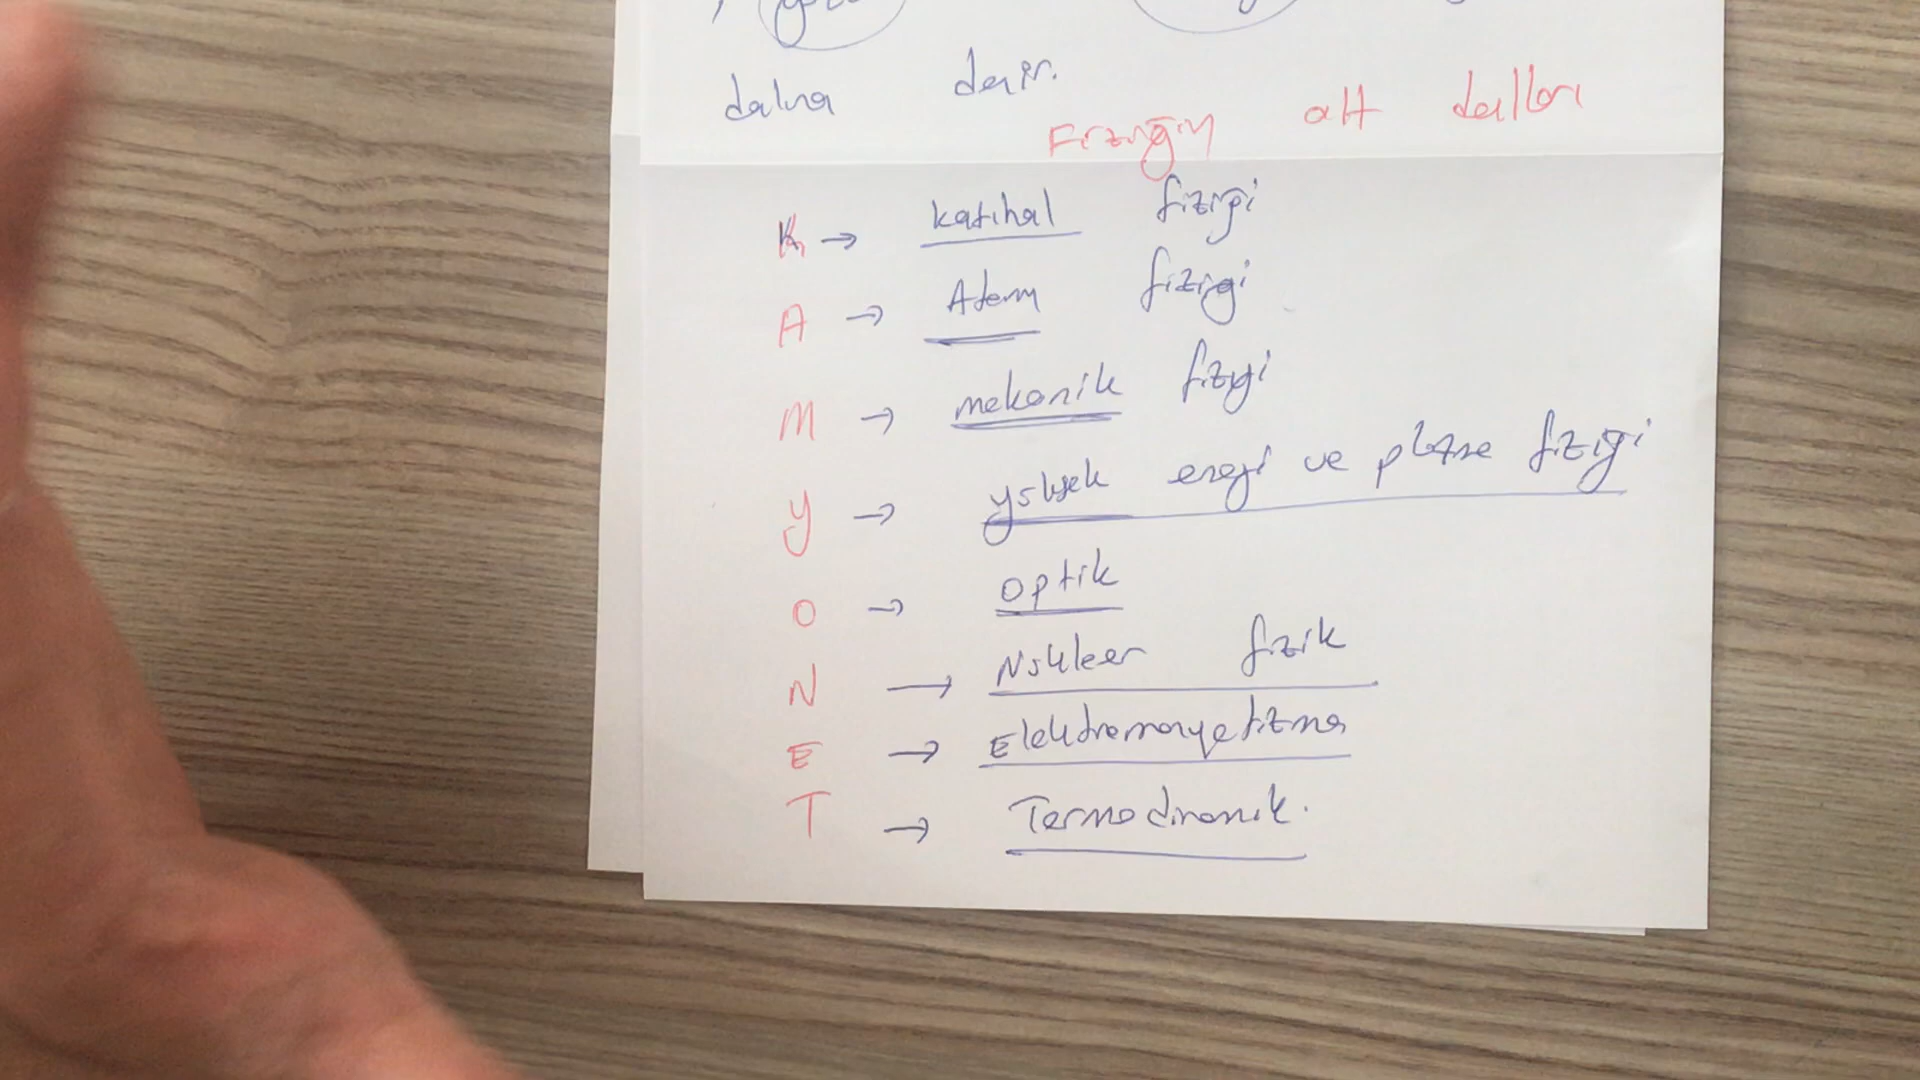 dalına denir.
Fiziğin alt dalları
K → katıhal fiziği
A → Atom fiziği
M → mekanik fiziği
Y → yüksek enerji ve plazma fiziği
O → optik
N → Nükleer fizik
E → Elektromanyetizma
T → Termodinamik.